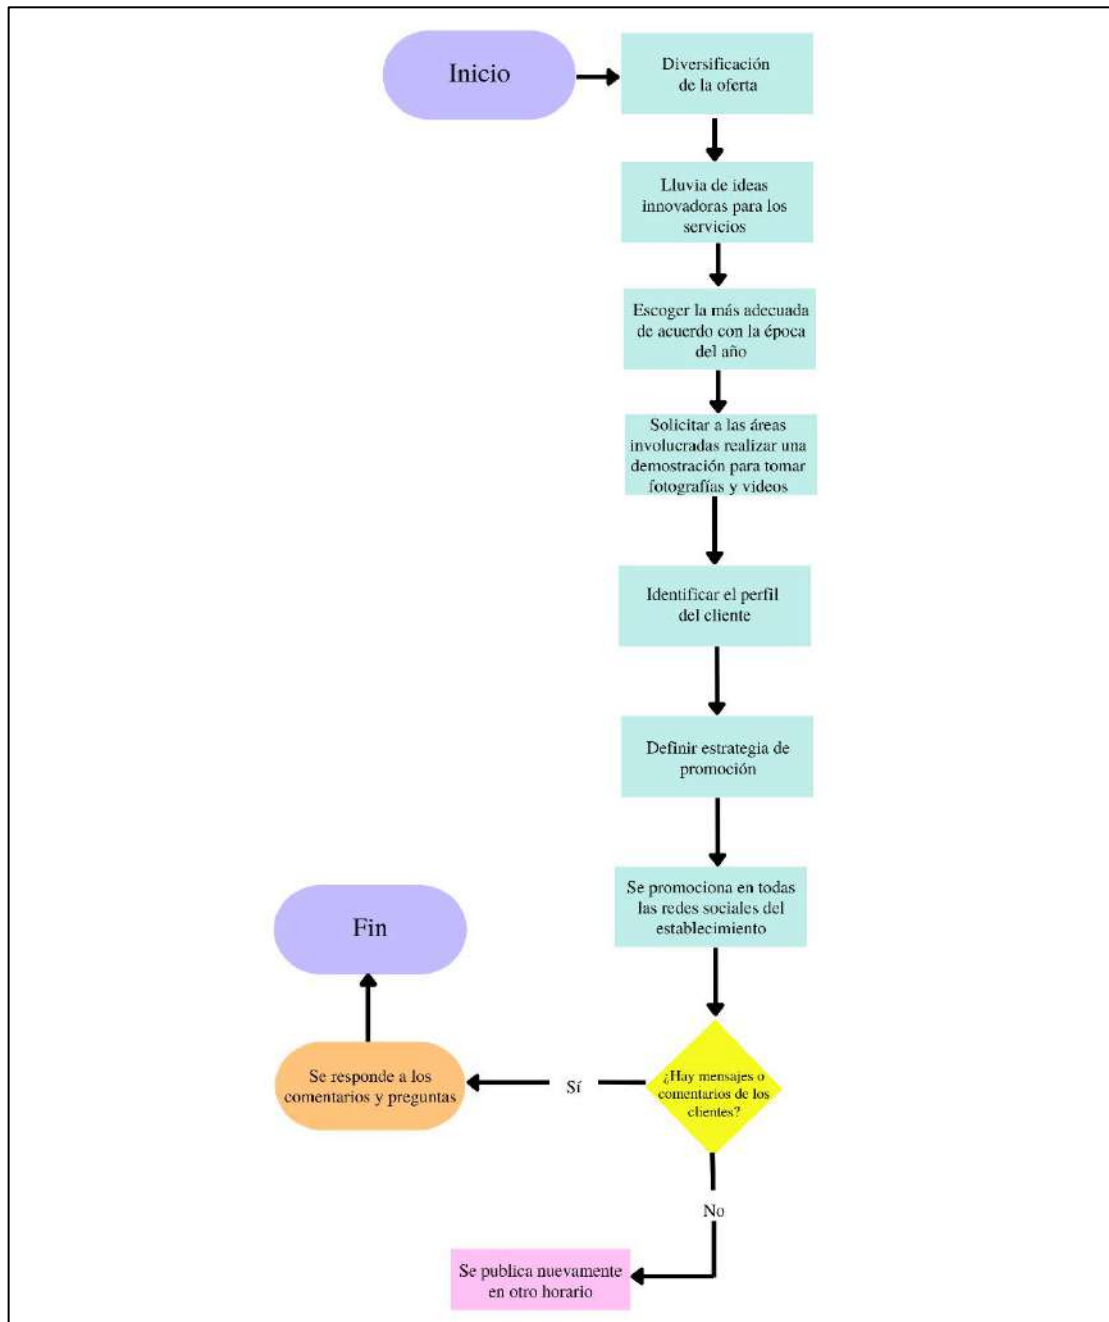 Inicio
Diversificación
de la oferta
Lluvia de ideas
innovadoras para los
servicios
Escoger la más adecuada
de acuerdo con la época
del año
Solicitar a las áreas
involucradas realizar una
demostración para tomar
fotografías y videos
Identificar el perfil
del cliente
Definir estrategia de
promoción
Se promociona en todas
las redes sociales del
establecimiento
¿Hay mensajes o
comentarios de los
clientes?
Sí
Se responde a los
comentarios y preguntas
Fin
No
Se publica nuevamente
en otro horario